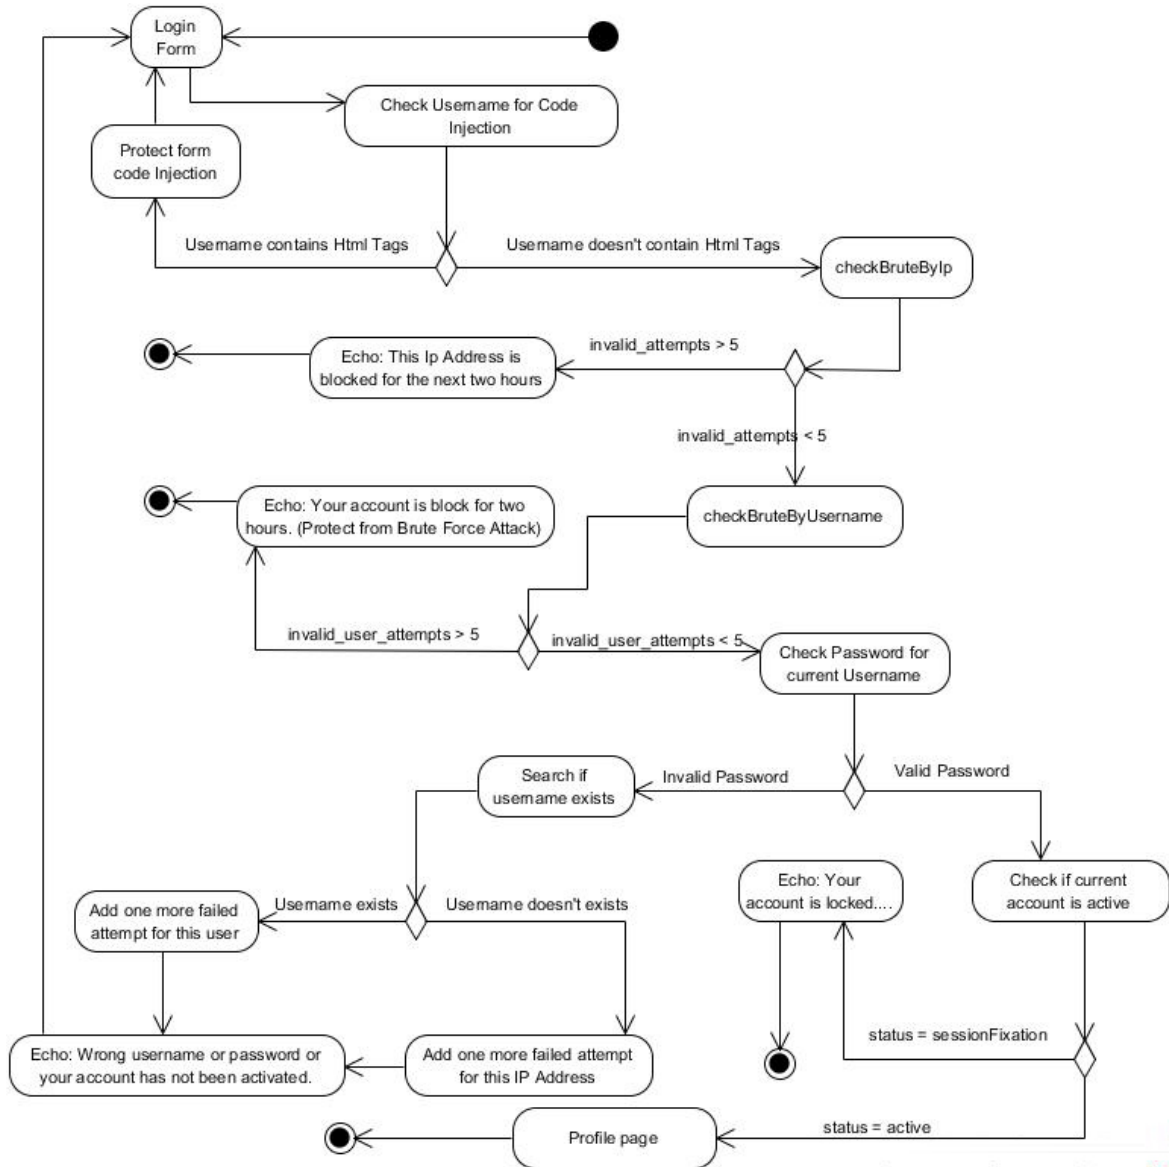 Login
Form
Check Username for Code
Injection
Protect form
code Injection
Username contains Html Tags
Username doesn't contain Html Tags
checkBruteByIp
Echo: This Ip Address is
blocked for the next two hours
invalid_attempts > 5
invalid_attempts < 5
Echo: Your account is block for two
hours. (Protect from Brute Force Attack)
checkBruteByUsername
invalid_user_attempts > 5
invalid_user_attempts < 5
Check Password for
current Username
Search if
username exists
Invalid Password
Valid Password
Echo: Your
account is locked....
Check if current
account is active
Add one more failed
attempt for this user
Username exists
Username doesn't exists
status = sessionFixation
Echo: Wrong username or password or
your account has not been activated.
Add one more failed attempt
for this IP Address
Profile page
status = active